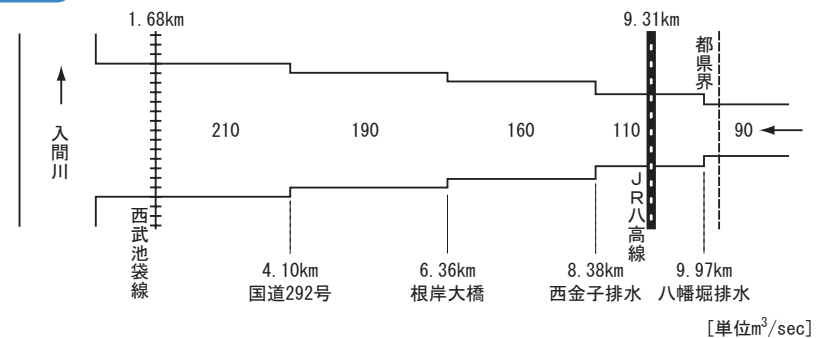 1.68km
9.31km
都県界
入間川
210
190
160
110
90
西武池袋線
JR八高線
4.10km
国道292号
6.36km
根岸大橋
8.38km
西金子排水
9.97km
八幡堀排水
[単位m³/sec]